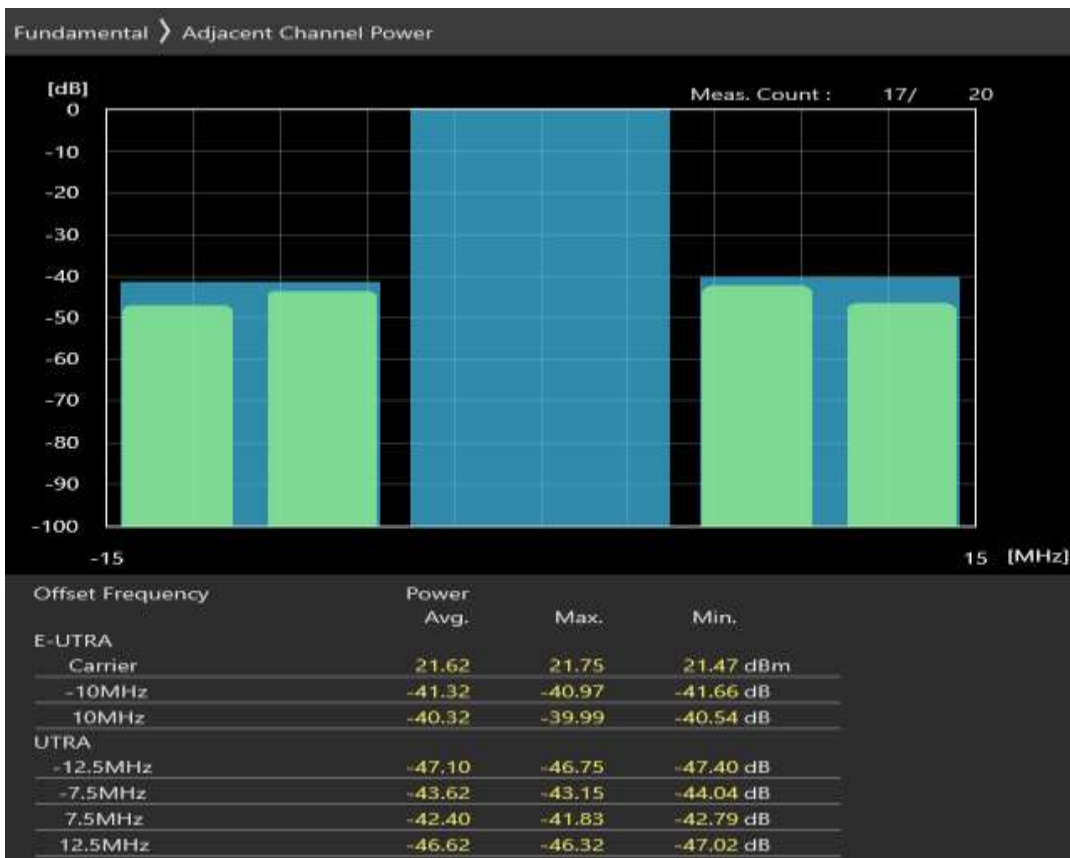 Fundamental ❯ Adjacent Channel Power
[dB]
Meas. Count : 17/ 20
0
-10
-20
-30
-40
-50
-60
-70
-80
-90
-100
-15 15 [MHz]
Offset Frequency Power
Avg. Max. Min.
E-UTRA
Carrier 21.62 21.75 21.47 dBm
-10MHz -41.32 -40.97 -41.66 dB
10MHz -40.32 -39.99 -40.54 dB
UTRA
-12.5MHz -47.10 -46.75 -47.40 dB
-7.5MHz -43.62 -43.15 -44.04 dB
7.5MHz -42.40 -41.83 -42.79 dB
12.5MHz -46.62 -46.32 -47.02 dB